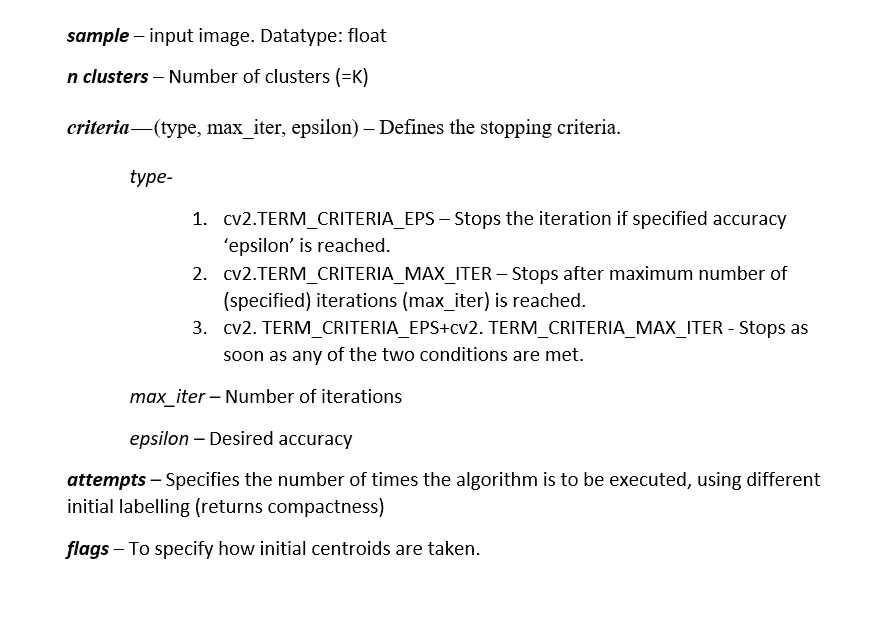 sample – input image. Datatype: float
n clusters – Number of clusters (=K)
criteria—(type, max_iter, epsilon) – Defines the stopping criteria.
type-
1. cv2.TERM_CRITERIA_EPS – Stops the iteration if specified accuracy
‘epsilon’ is reached.
2. cv2.TERM_CRITERIA_MAX_ITER – Stops after maximum number of
(specified) iterations (max_iter) is reached.
3. cv2. TERM_CRITERIA_EPS+cv2. TERM_CRITERIA_MAX_ITER - Stops as
soon as any of the two conditions are met.
max_iter – Number of iterations
epsilon – Desired accuracy
attempts – Specifies the number of times the algorithm is to be executed, using different
initial labelling (returns compactness)
flags – To specify how initial centroids are taken.